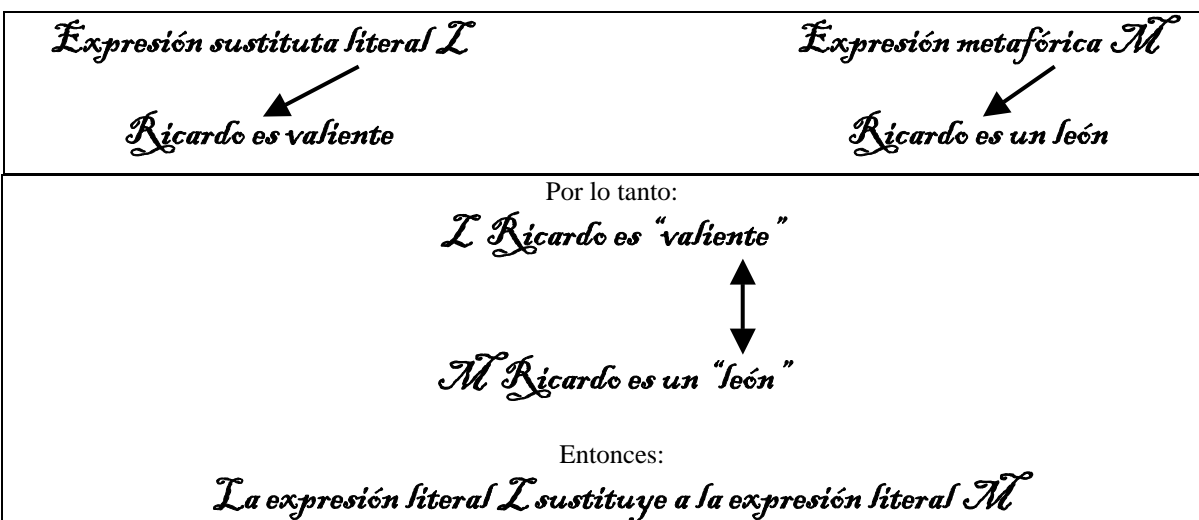 Expresión sustituta literal L Expresión metafórica M
Ricardo es valiente Ricardo es un león
Por lo tanto:
L Ricardo es “valiente”
M Ricardo es un “león”
Entonces:
La expresión literal L sustituye a la expresión literal M